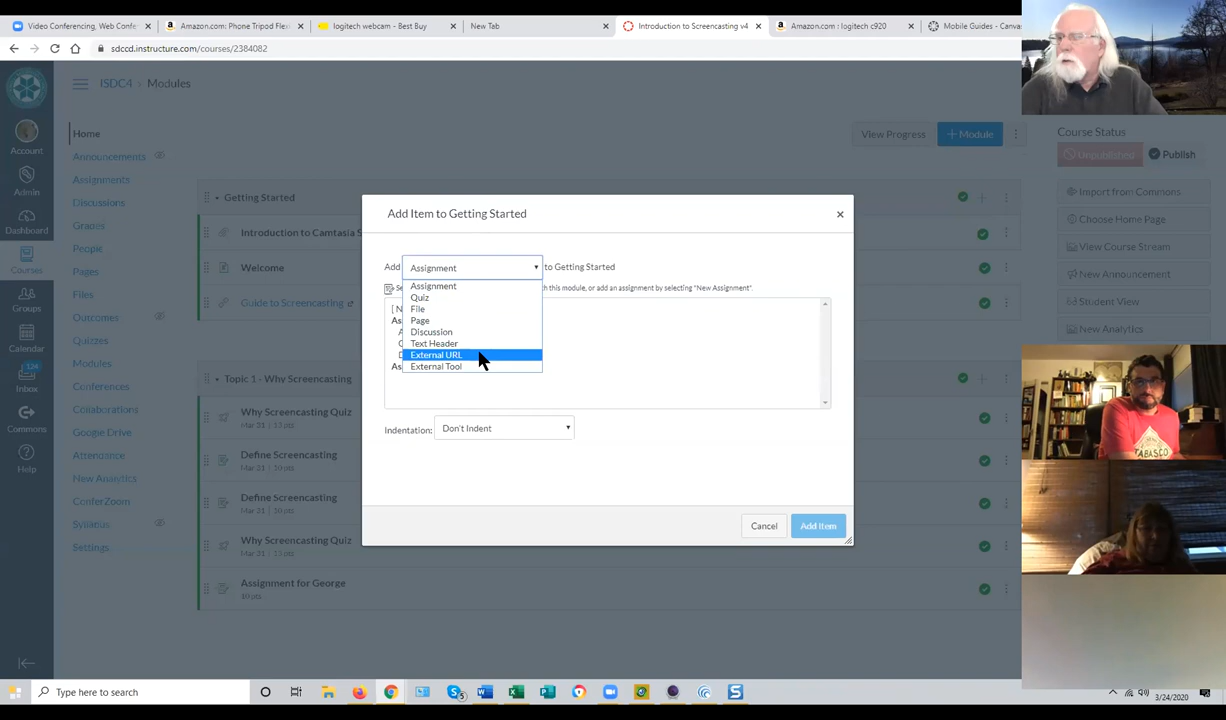 Video Conferencing, Web Confe
Amazon.com: Phone Tripod Flex
logitech webcam - Best Buy
New Tab
Introduction to Screencasting v4
Amazon.com : logitech c920
Mobile Guides - Canva
sdccd.instructure.com/courses/2384082
ISDC4 > Modules
Account
Admin
Dashboard
Courses
Groups
Calendar
Inbox
Commons
Help
Home
Announcements
Assignments
Discussions
Grades
People
Pages
Files
Outcomes
Quizzes
Modules
Conferences
Collaborations
Google Drive
Attendance
New Analytics
ConferZoom
Syllabus
Settings
View Progress
+ Module
Getting Started
Introduction to Camtasia S
Welcome
Guide to Screencasting
Topic 1 - Why Screencasting
Why Screencasting Quiz
Mar 21 | 13 pts
Define Screencasting
Mar 21 | 10 pts
Define Screencasting
Mar 21 | 10 pts
Why Screencasting Quiz
Mar 21 | 13 pts
Assignment for George
10 pts
Add Item to Getting Started
×
Add
Assignment
to Getting Started
h this module, or add an assignment by selecting "New Assignment".
Assignment
Quiz
File
Page
Discussion
Text Header
External URL
External Tool
Indentation:
Don't Indent
Cancel
Add Item
Course Status
Unpublished
Publish
Import from Commons
Choose Home Page
View Course Stream
New Announcement
Student View
New Analytics
TABASCO
Type here to search
3/24/2020